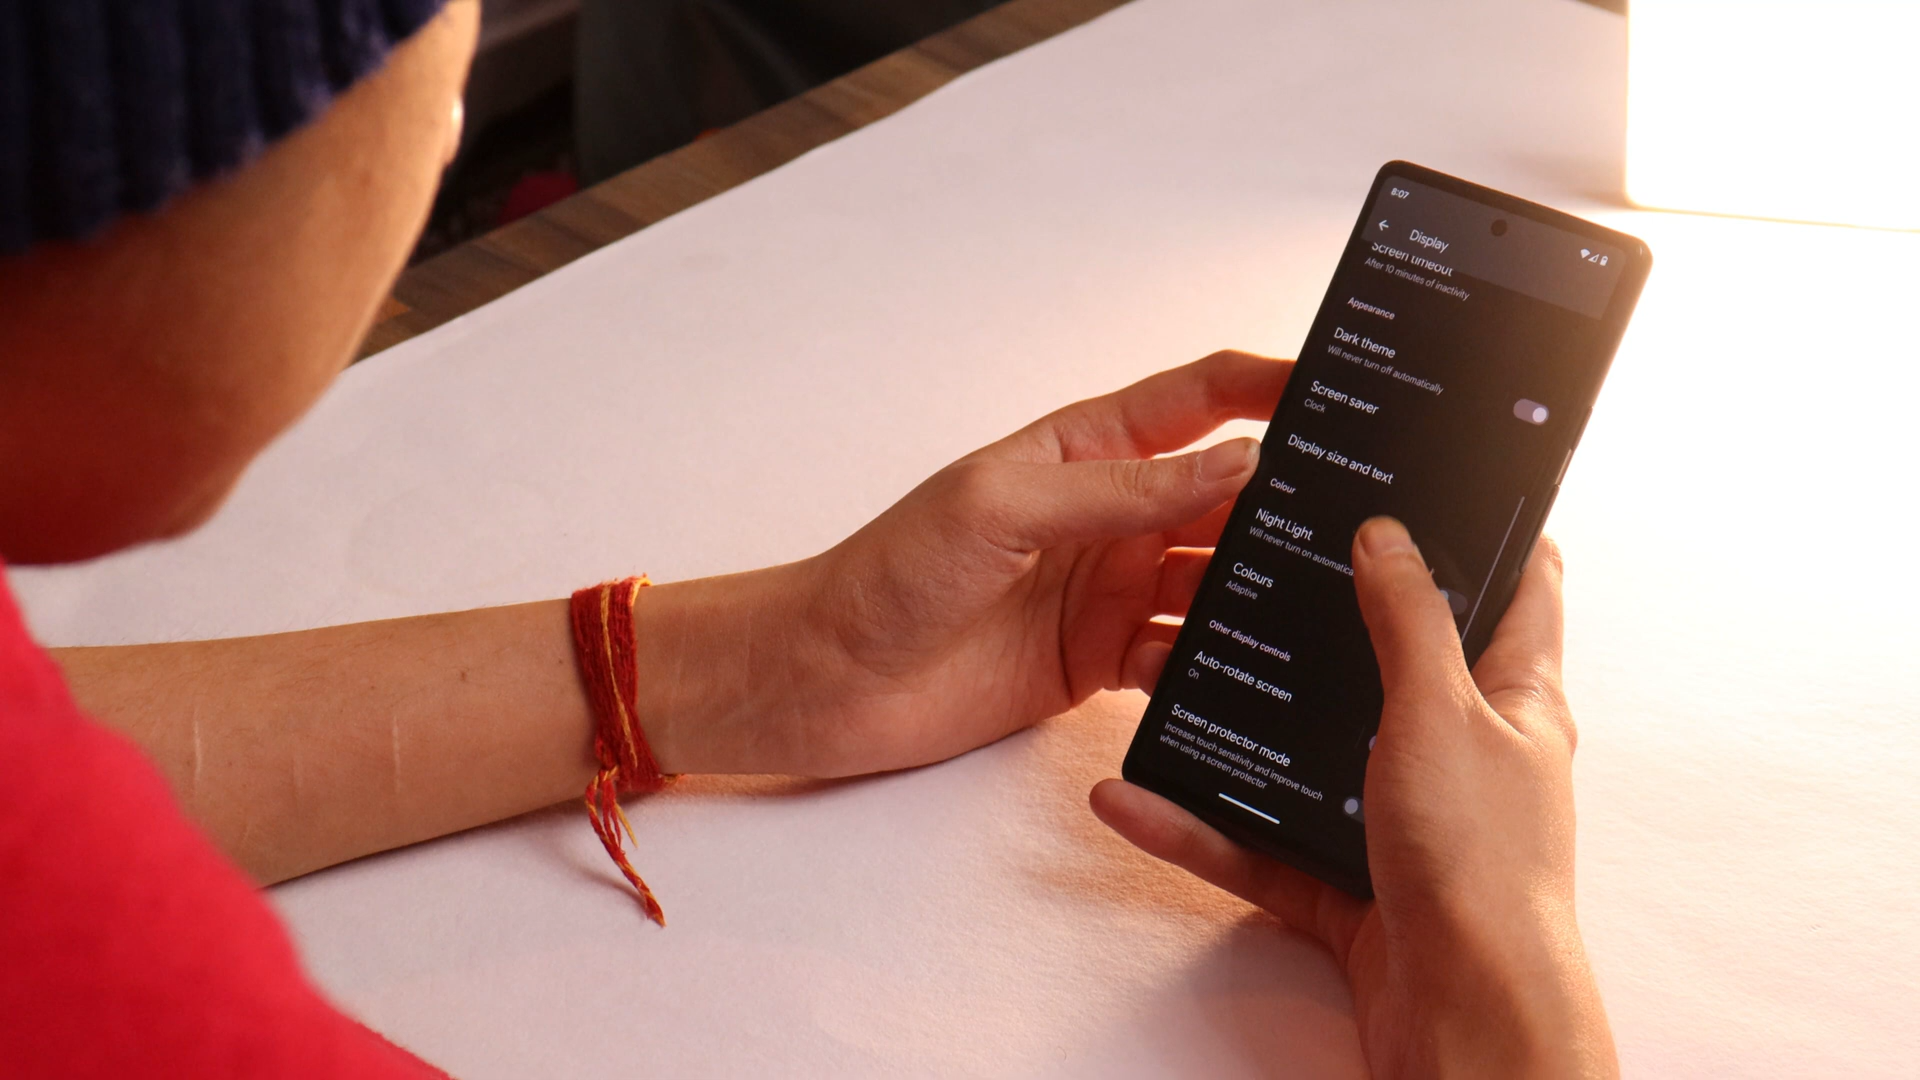 8:07
Display
Screen timeout
After 10 minutes of inactivity
Appearance
Dark theme
Will never turn off automatically
Screen saver
Clock
Display size and text
Colour
Night Light
Will never turn on automatica
Colours
Adaptive
Other display controls
Auto-rotate screen
On
Screen protector mode
Increase touch sensitivity and improve touch
when using a screen protector